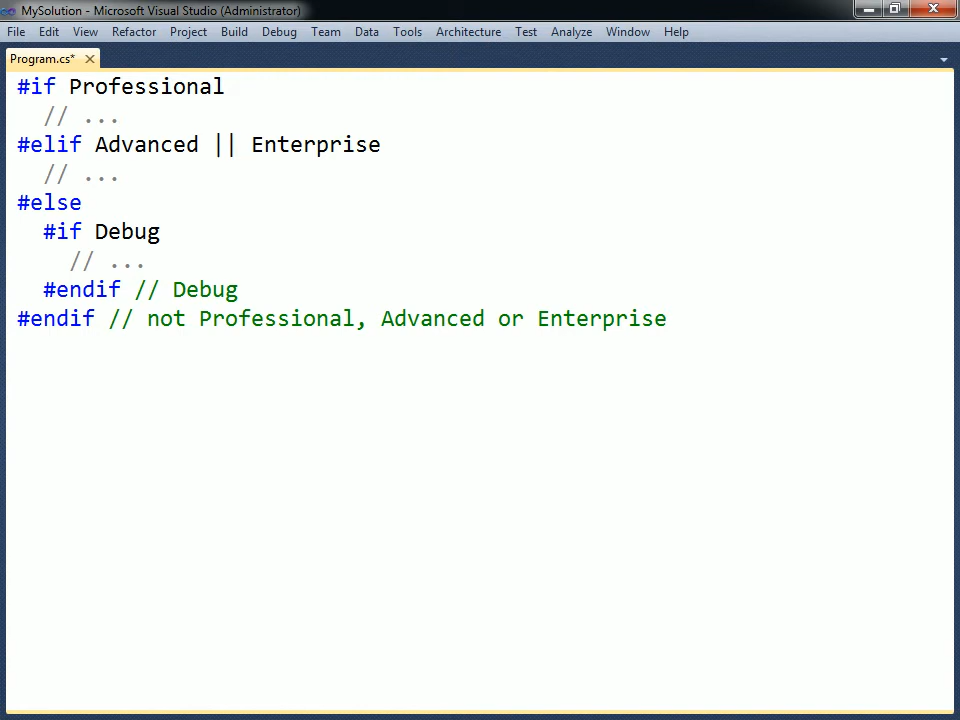 MySolution - Microsoft Visual Studio (Administrator)
File Edit View Refactor Project Build Debug Team Data Tools Architecture Test Analyze Window Help
Program.cs*
#if Professional
  // ...
#elif Advanced || Enterprise
  // ...
#else
  #if Debug
    // ...
  #endif // Debug
#endif // not Professional, Advanced or Enterprise